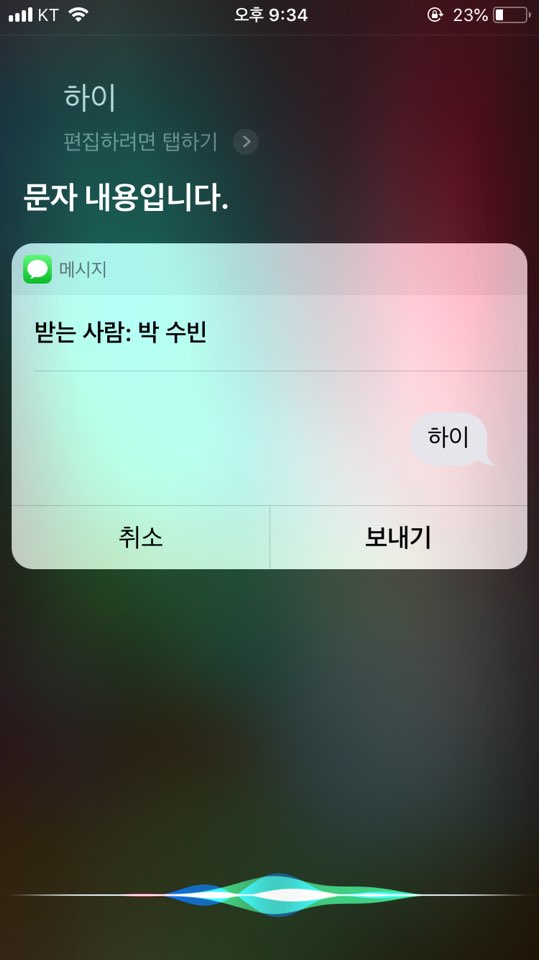 KT 오후 9:34 23%
하이
편집하려면 탭하기
문자 내용입니다.
메시지
받는 사람: 박 수빈
하이
취소 보내기